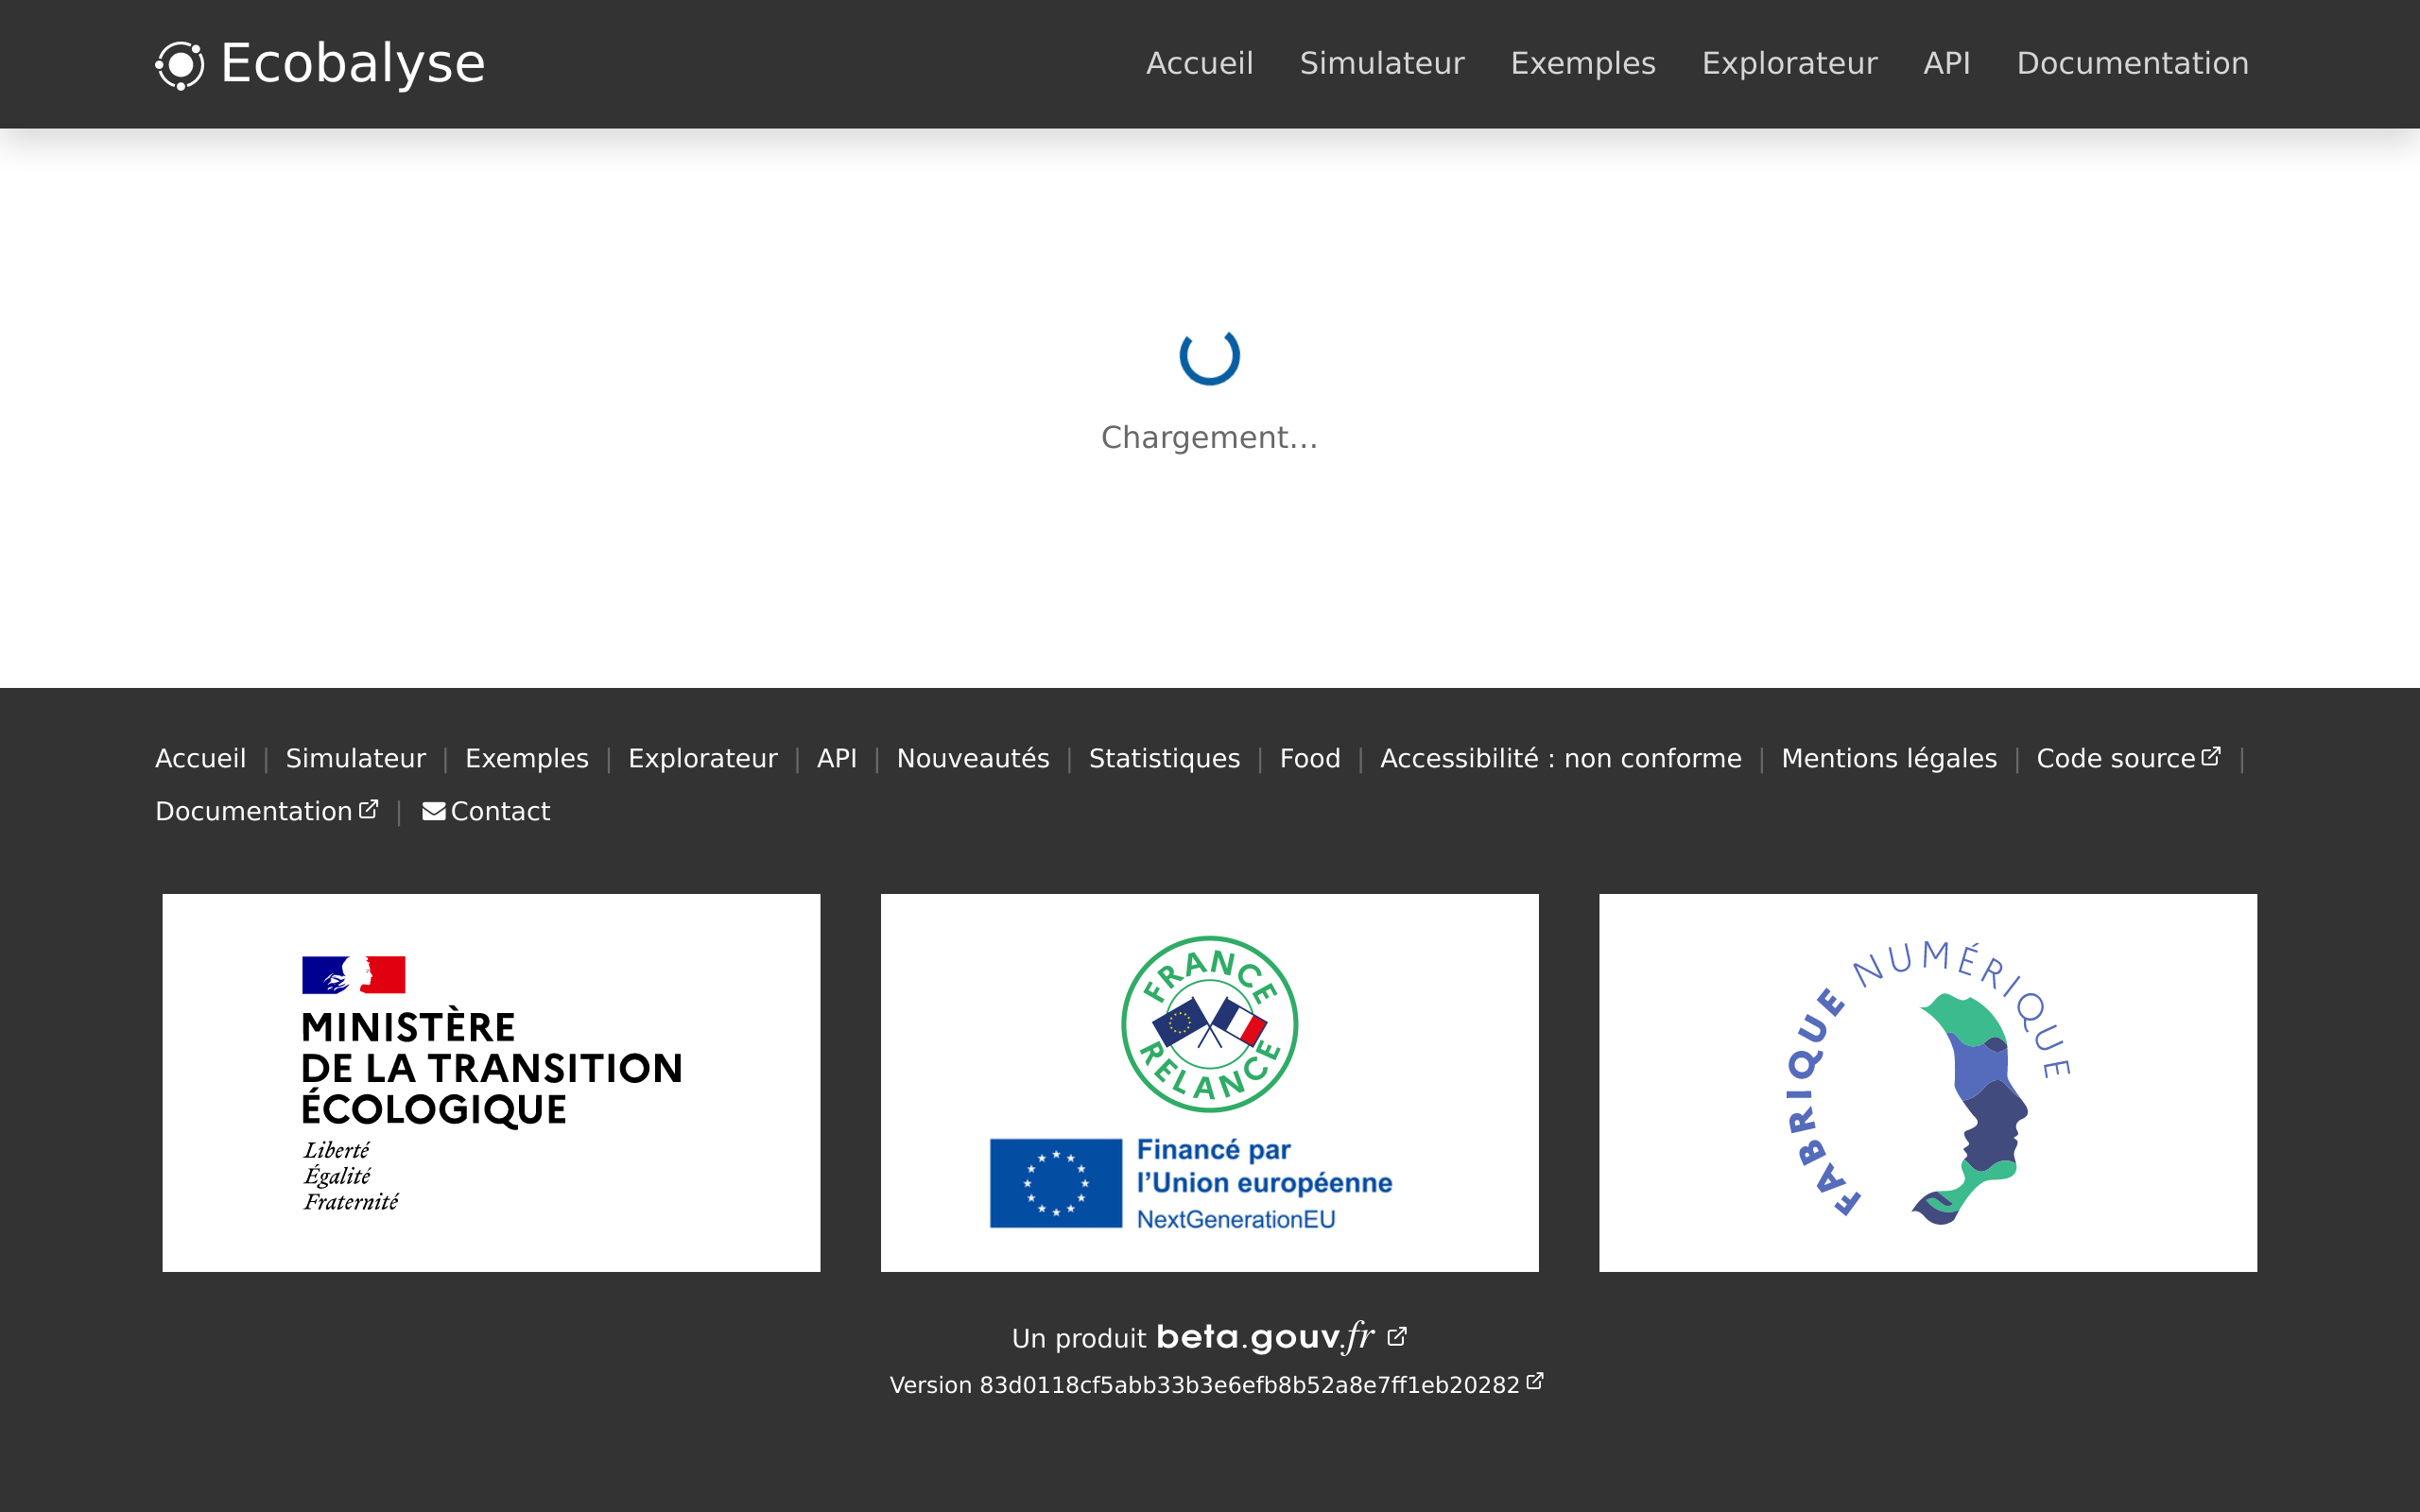 Ecobalyse
Accueil Simulateur Exemples Explorateur API Documentation
Chargement...
Accueil | Simulateur | Exemples | Explorateur | API | Nouveautés | Statistiques | Food | Accessibilité : non conforme | Mentions légales | Code source |
Documentation | Contact
MINISTÈRE
DE LA TRANSITION
ÉCOLOGIQUE
Liberté
Égalité
Fraternité
FRANCE
RELANCE
Financé par
l'Union européenne
NextGenerationEU
FABRIQUE NUMÉRIQUE
Un produit beta.gouv.fr
Version 83d0118cf5abb33b3e6efb8b52a8e7ff1eb20282